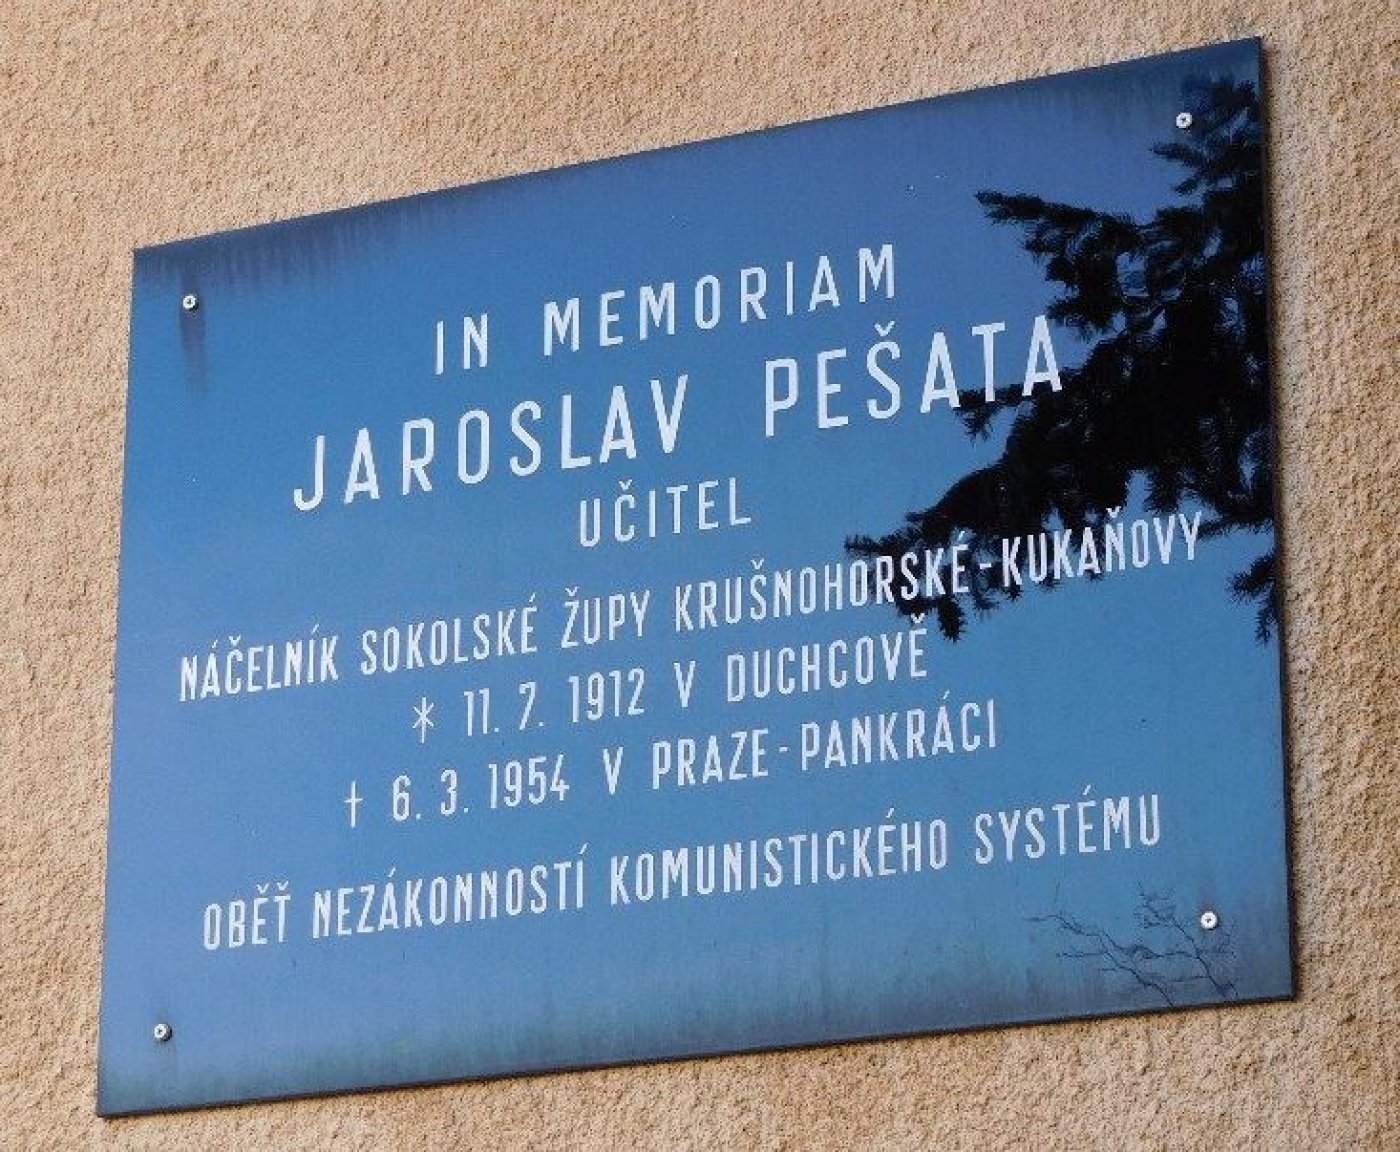 IN MEMORIAM
JAROSLAV PEŠATA
UČITEL
NÁČELNÍK SOKOLSKÉ ŽUPY KRUŠNOHORSKÉ-KUKAŇOVY
* 11. 7. 1912 V DUCHCOVĚ
† 6. 3. 1954 V PRAZE-PANKRÁCI
OBĚŤ NEZÁKONNOSTÍ KOMUNISTICKÉHO SYSTÉMU